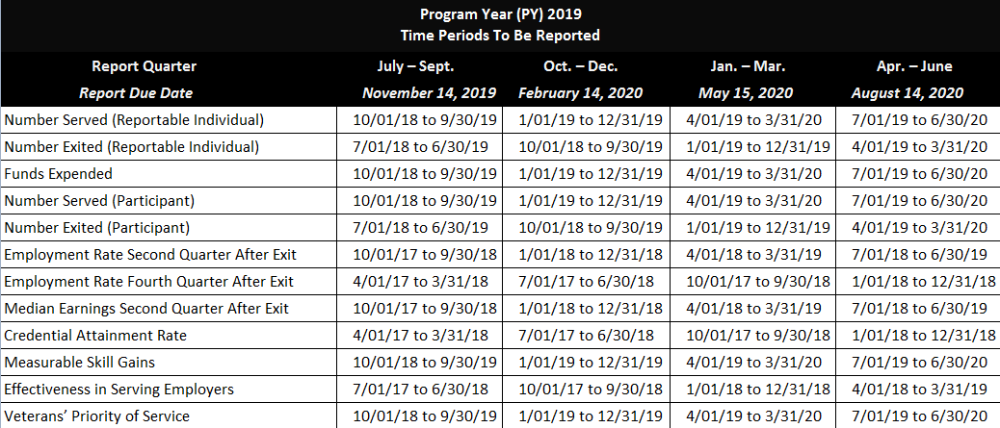 Program Year (PY) 2019
Time Periods To Be Reported
Report Quarter July – Sept. Oct. – Dec. Jan. – Mar. Apr. – June
Report Due Date November 14, 2019 February 14, 2020 May 15, 2020 August 14, 2020
Number Served (Reportable Individual) 10/01/18 to 9/30/19 1/01/19 to 12/31/19 4/01/19 to 3/31/20 7/01/19 to 6/30/20
Number Exited (Reportable Individual) 7/01/18 to 6/30/19 10/01/18 to 9/30/19 1/01/19 to 12/31/19 4/01/19 to 3/31/20
Funds Expended 10/01/18 to 9/30/19 1/01/19 to 12/31/19 4/01/19 to 3/31/20 7/01/19 to 6/30/20
Number Served (Participant) 10/01/18 to 9/30/19 1/01/19 to 12/31/19 4/01/19 to 3/31/20 7/01/19 to 6/30/20
Number Exited (Participant) 7/01/18 to 6/30/19 10/01/18 to 9/30/19 1/01/19 to 12/31/19 4/01/19 to 3/31/20
Employment Rate Second Quarter After Exit 10/01/17 to 9/30/18 1/01/18 to 12/31/18 4/01/18 to 3/31/19 7/01/18 to 6/30/19
Employment Rate Fourth Quarter After Exit 4/01/17 to 3/31/18 7/01/17 to 6/30/18 10/01/17 to 9/30/18 1/01/18 to 12/31/18
Median Earnings Second Quarter After Exit 10/01/17 to 9/30/18 1/01/18 to 12/31/18 4/01/18 to 3/31/19 7/01/18 to 6/30/19
Credential Attainment Rate 4/01/17 to 3/31/18 7/01/17 to 6/30/18 10/01/17 to 9/30/18 1/01/18 to 12/31/18
Measurable Skill Gains 10/01/18 to 9/30/19 1/01/19 to 12/31/19 4/01/19 to 3/31/20 7/01/19 to 6/30/20
Effectiveness in Serving Employers 7/01/17 to 6/30/18 10/01/17 to 9/30/18 1/01/18 to 12/31/18 4/01/18 to 3/31/19
Veterans’ Priority of Service 10/01/18 to 9/30/19 1/01/19 to 12/31/19 4/01/19 to 3/31/20 7/01/19 to 6/30/20